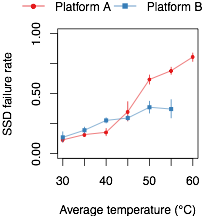 Platform A Platform B
SSD failure rate
1.00
0.50
0.00
30 40 50 60
Average temperature (°C)